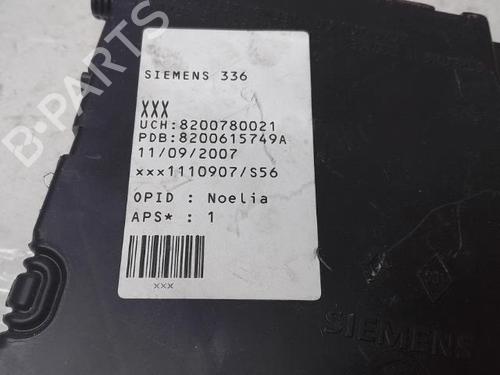 SIEMENS 336
XXX
UCH:8200780021
PDB:8200615749A
11/09/2007
xxx1110907/S56
OPID : Noelia
APS* : 1
xxx
SIEMENS
B-PARTS